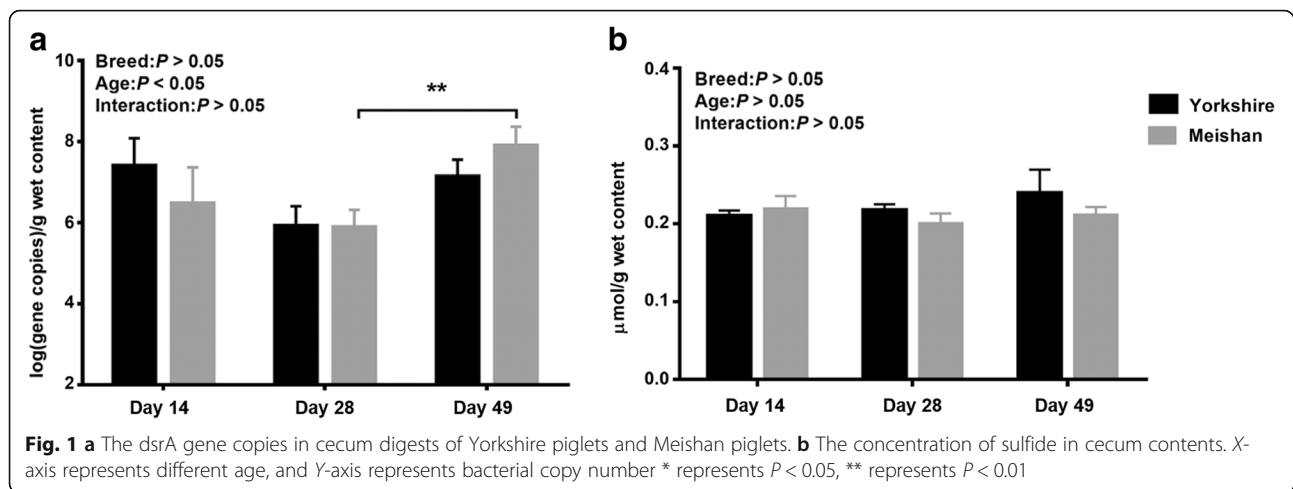 a
10
8
6
4
2
log(gene copies)/g wet content
Breed:P > 0.05
Age:P < 0.05
Interaction:P > 0.05
**
Day 14
Day 28
Day 49
b
0.4
0.3
0.2
0.1
0.0
μmol/g wet content
Breed:P > 0.05
Age:P > 0.05
Interaction:P > 0.05
Day 14
Day 28
Day 49
Yorkshire
Meishan
Fig. 1 a The dsrA gene copies in cecum digests of Yorkshire piglets and Meishan piglets. b The concentration of sulfide in cecum contents. X-
axis represents different age, and Y-axis represents bacterial copy number * represents P < 0.05, ** represents P < 0.01